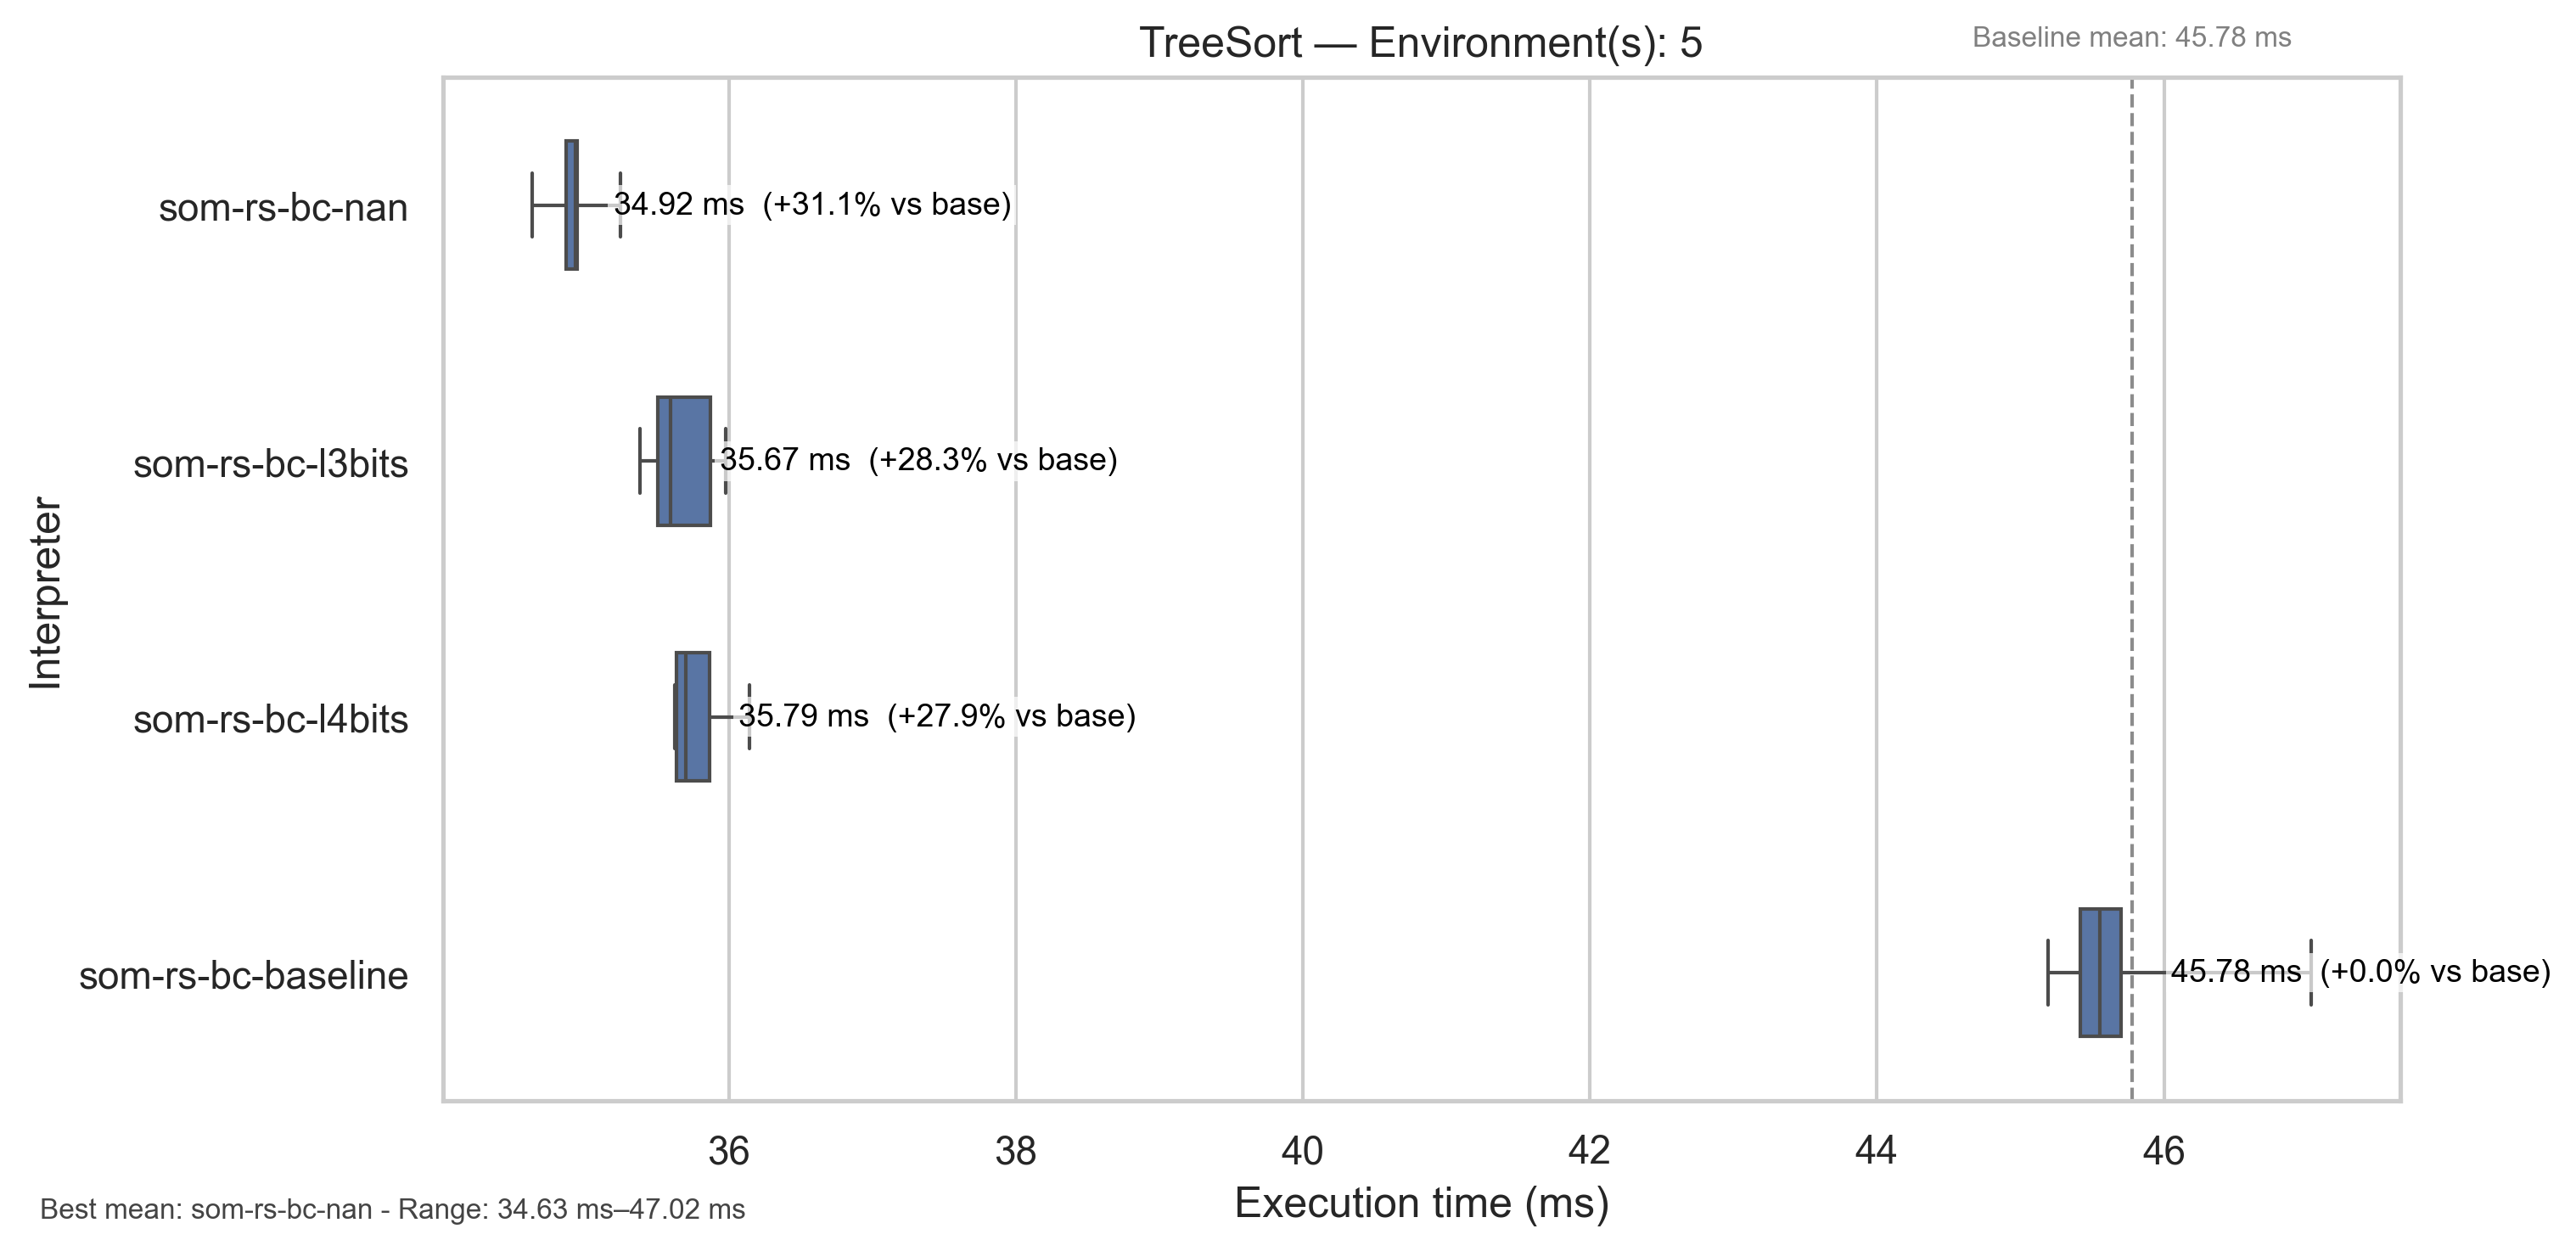 TreeSort — Environment(s): 5
Baseline mean: 45.78 ms
Interpreter
som-rs-bc-nan
34.92 ms  (+31.1% vs base)
som-rs-bc-l3bits
35.67 ms  (+28.3% vs base)
som-rs-bc-l4bits
35.79 ms  (+27.9% vs base)
som-rs-bc-baseline
45.78 ms  (+0.0% vs base)
36 38 40 42 44 46
Execution time (ms)
Best mean: som-rs-bc-nan - Range: 34.63 ms–47.02 ms